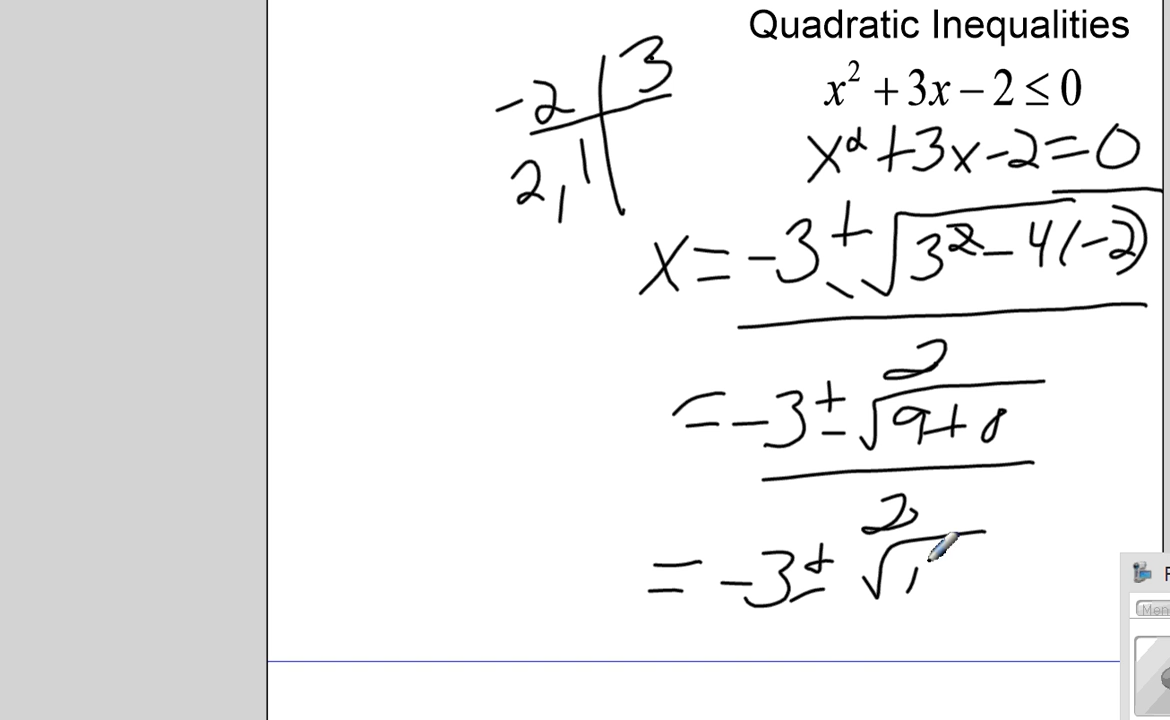 Quadratic Inequalities
x² + 3x − 2 ≤ 0
-2 | 3
2, 1 |
x² + 3x - 2 = 0
x = -3 ± √3² - 4(-2)
2
= -3 ± √9 + 8
2
= -3 ± √1
Men